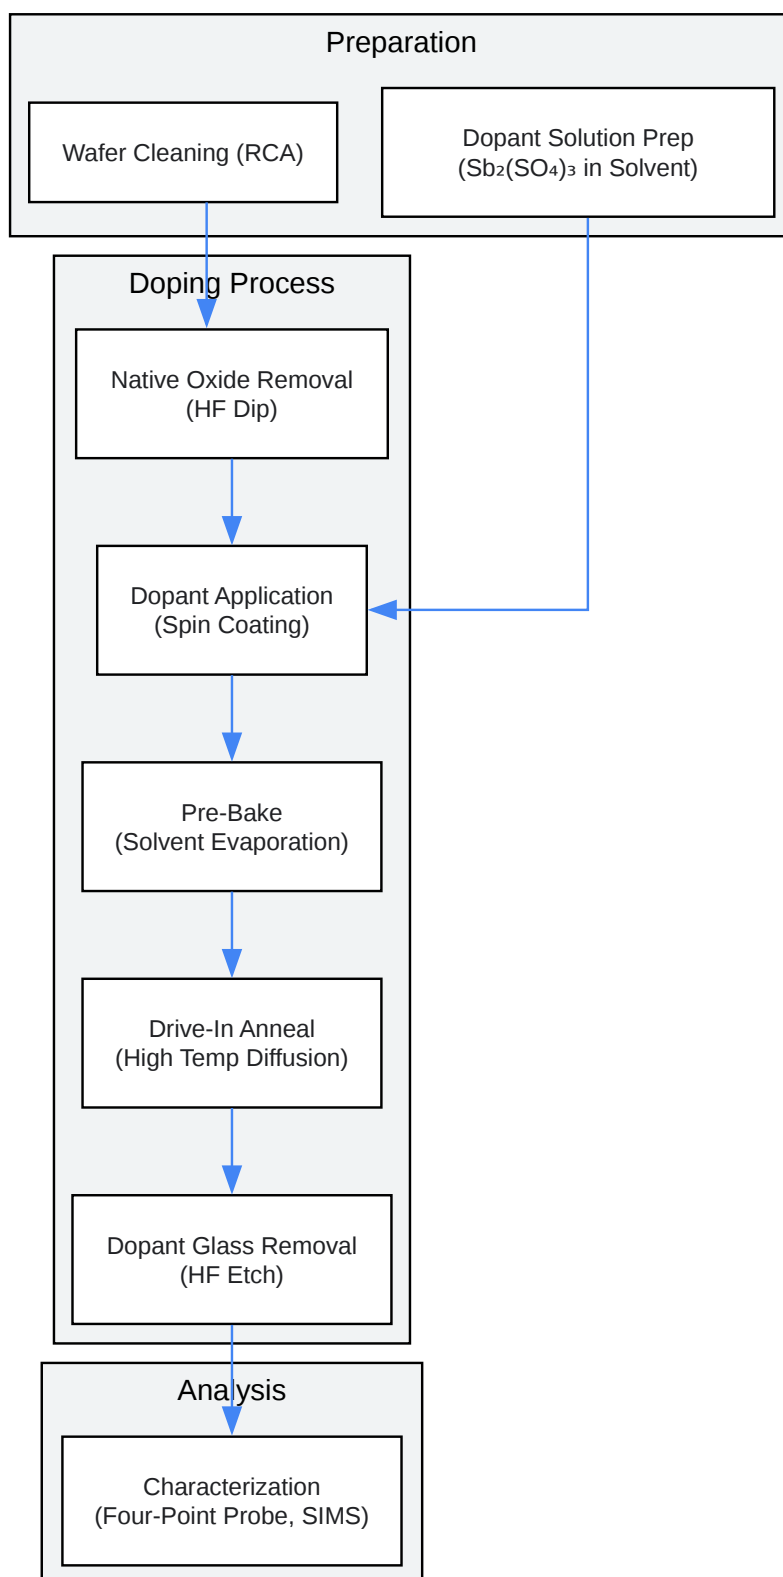 Preparation
Wafer Cleaning (RCA)
Dopant Solution Prep
(Sb₂(SO₄)₃ in Solvent)
Doping Process
Native Oxide Removal
(HF Dip)
Dopant Application
(Spin Coating)
Pre-Bake
(Solvent Evaporation)
Drive-In Anneal
(High Temp Diffusion)
Dopant Glass Removal
(HF Etch)
Analysis
Characterization
(Four-Point Probe, SIMS)